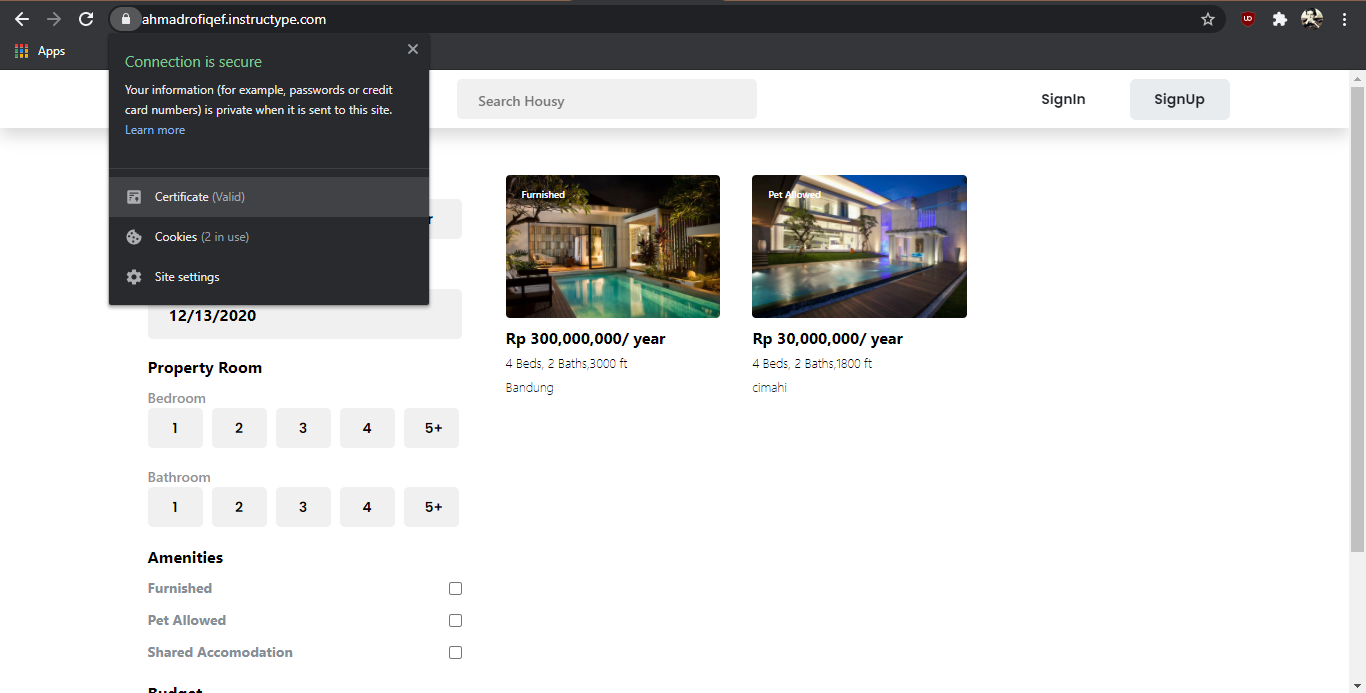 ahmadrofiqef.instructype.com
Apps
Connection is secure
Your information (for example, passwords or credit
card numbers) is private when it is sent to this site.
Learn more
Certificate (Valid)
Cookies (2 in use)
Site settings
Search Housy
SignIn
SignUp
12/13/2020
Property Room
Bedroom
1 2 3 4 5+
Bathroom
1 2 3 4 5+
Amenities
Furnished
Pet Allowed
Shared Accomodation
Budget
Furnished
Rp 300,000,000/ year
4 Beds, 2 Baths,3000 ft
Bandung
Pet Allowed
Rp 30,000,000/ year
4 Beds, 2 Baths,1800 ft
cimahi